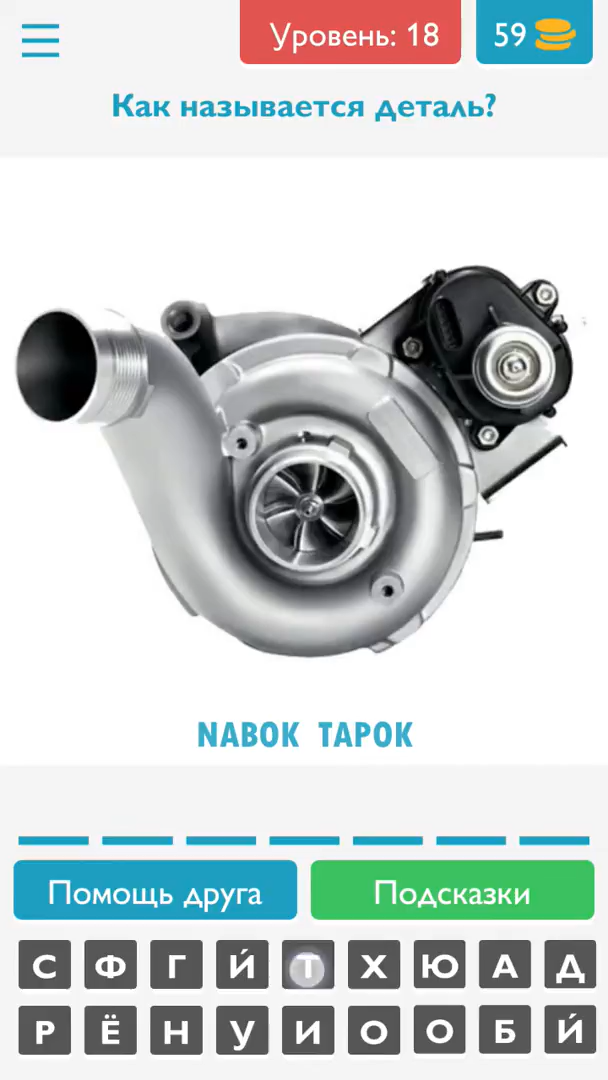 Уровень: 18
59
Как называется деталь?
NABOK TAPOK
Помощь друга
Подсказки
С Ф Г Й Т Х Ю А Д
Р Ё Н У И О О Б Й